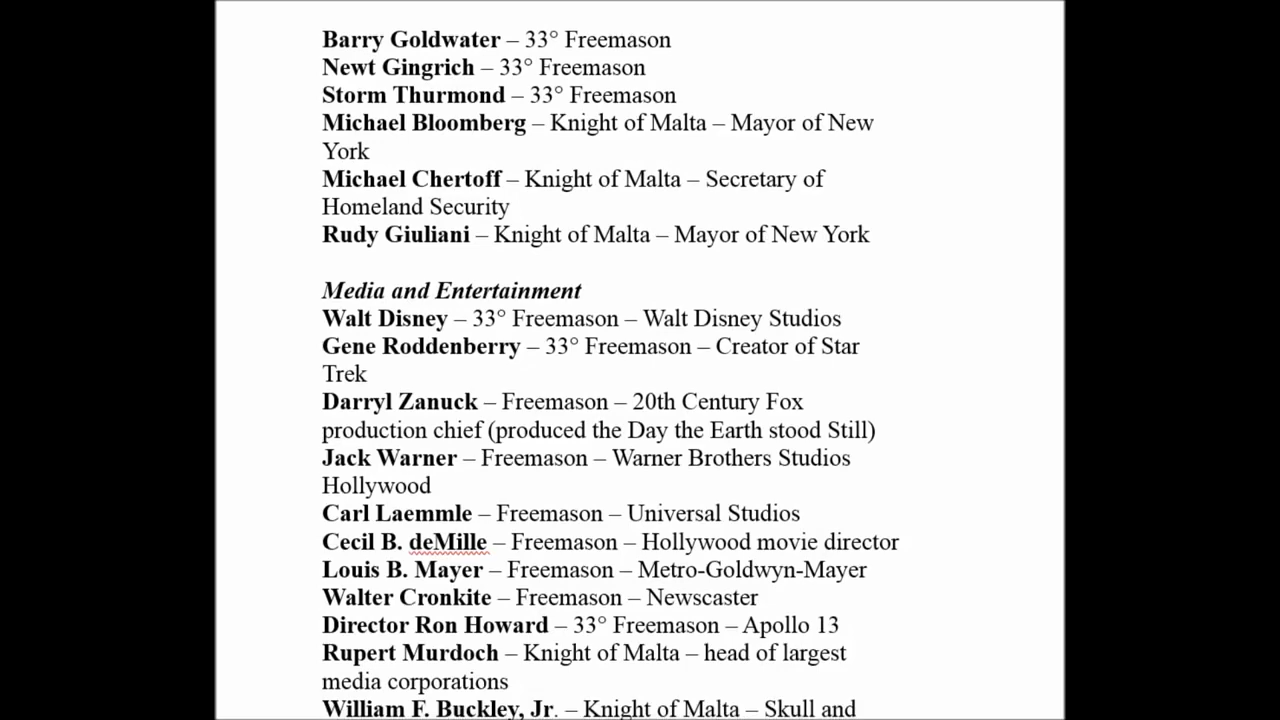 Barry Goldwater – 33° Freemason
Newt Gingrich – 33° Freemason
Storm Thurmond – 33° Freemason
Michael Bloomberg – Knight of Malta – Mayor of New
York
Michael Chertoff – Knight of Malta – Secretary of
Homeland Security
Rudy Giuliani – Knight of Malta – Mayor of New York
Media and Entertainment
Walt Disney – 33° Freemason – Walt Disney Studios
Gene Roddenberry – 33° Freemason – Creator of Star
Trek
Darryl Zanuck – Freemason – 20th Century Fox
production chief (produced the Day the Earth stood Still)
Jack Warner – Freemason – Warner Brothers Studios
Hollywood
Carl Laemmle – Freemason – Universal Studios
Cecil B. deMille – Freemason – Hollywood movie director
Louis B. Mayer – Freemason – Metro-Goldwyn-Mayer
Walter Cronkite – Freemason – Newscaster
Director Ron Howard – 33° Freemason – Apollo 13
Rupert Murdoch – Knight of Malta – head of largest
media corporations
William F. Buckley, Jr. – Knight of Malta – Skull and